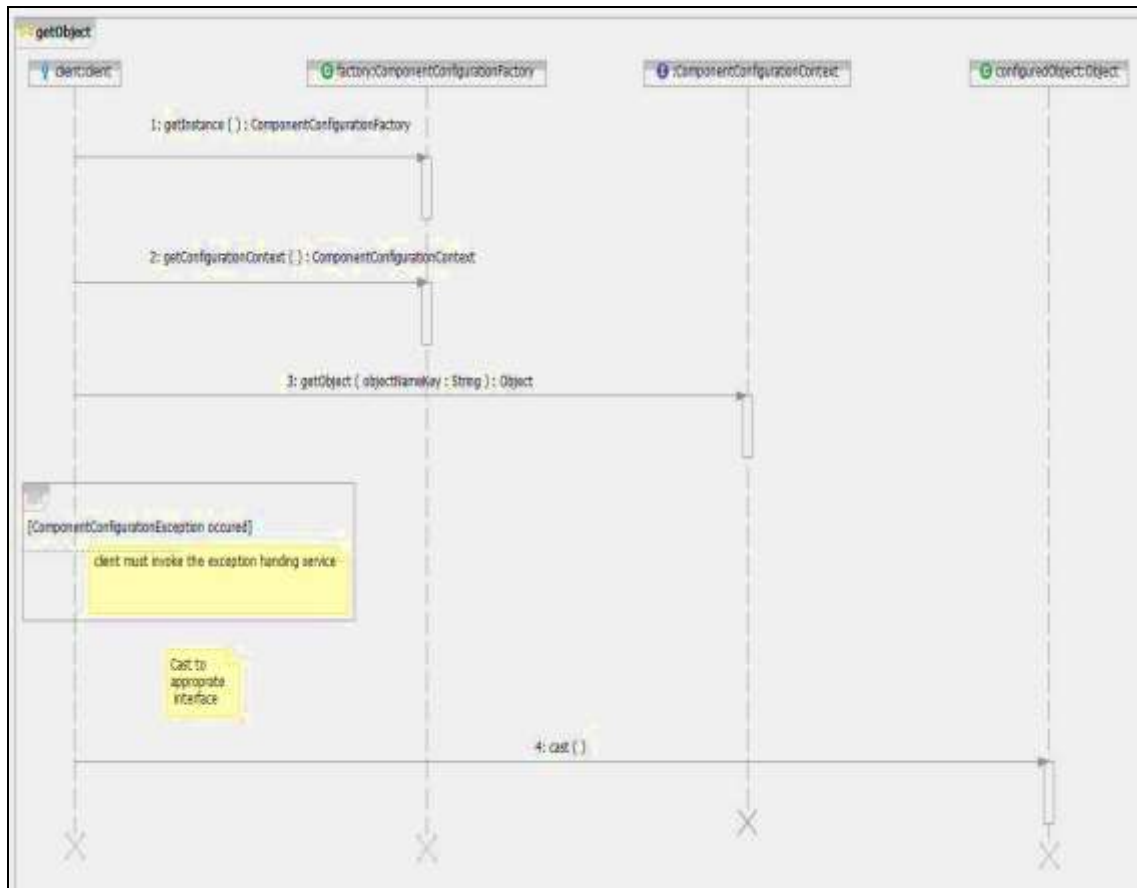 getObject
client:client
factory:ComponentConfigurationFactory
:ComponentConfigurationContext
configuredObject:Object
1: getInstance ( ) : ComponentConfigurationFactory
2: getConfigurationContext ( ) : ComponentConfigurationContext
3: getObject ( objectNameKey : String ) : Object
[ComponentConfigurationException occured]
client must invoke the exception handing service
Cast to
approprate
interface
4: cast ( )